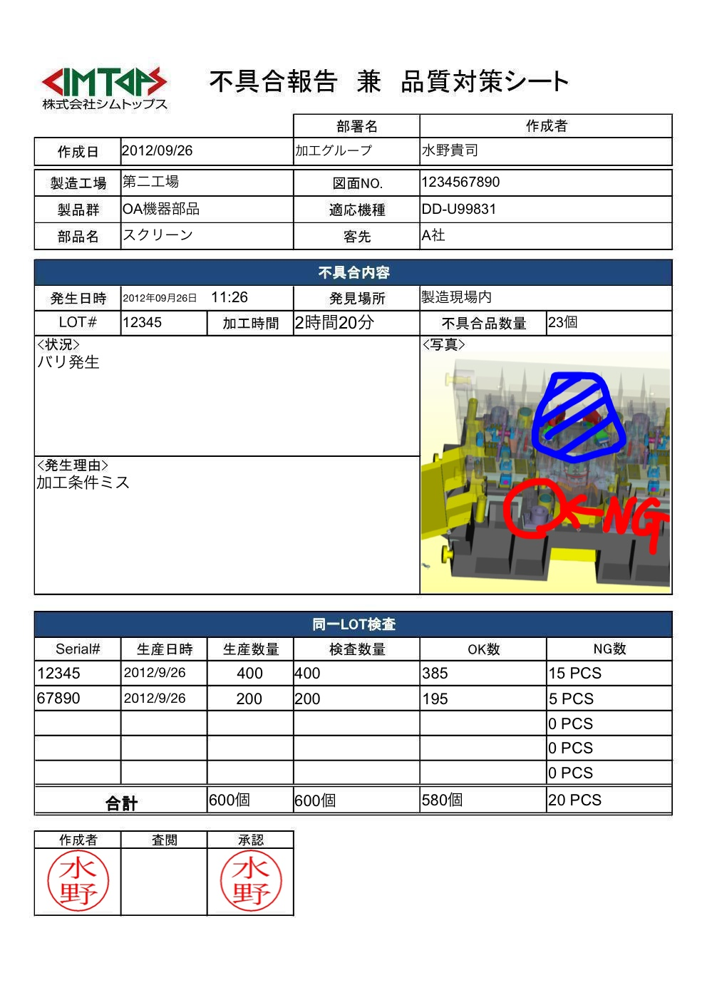 CIMTOPS
株式会社シムトップス
不具合報告 兼 品質対策シート
部署名 作成者
作成日 2012/09/26 加工グループ 水野貴司
製造工場 第二工場 図面NO. 1234567890
製品群 OA機器部品 適応機種 DD-U99831
部品名 スクリーン 客先 A社
不具合内容
発生日時 2012年09月26日 11:26 発見場所 製造現場内
LOT# 12345 加工時間 2時間20分 不具合品数量 23個
<状況> <写真>
バリ発生
<発生理由>
加工条件ミス
NG
同一LOT検査
Serial# 生産日時 生産数量 検査数量 OK数 NG数
12345 2012/9/26 400 400 385 15 PCS
67890 2012/9/26 200 200 195 5 PCS
0 PCS
0 PCS
0 PCS
合計 600個 600個 580個 20 PCS
作成者 査閲 承認
水野 水野